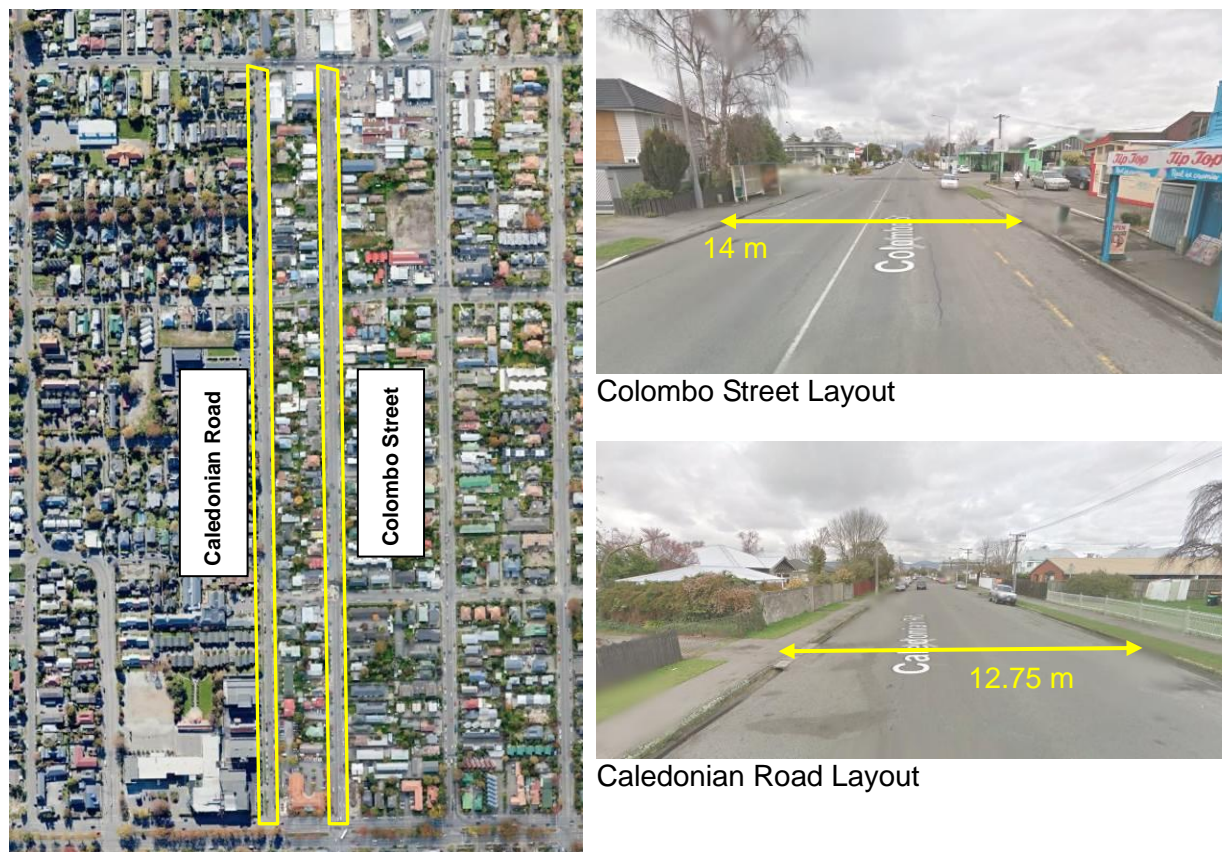 Caledonian Road
Colombo Street
Tip Top
Tip Top
14 m
Colombo St
Colombo Street Layout
Caledonian Rd
12.75 m
Caledonian Road Layout